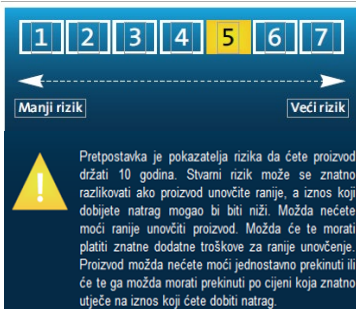 1 2 3 4 5 6 7
Manji rizik Veći rizik
Pretpostavka je pokazatelja rizika da ćete proizvod
držati 10 godina. Stvarni rizik može se znatno
razlikovati ako proizvod unovčite ranije, a iznos koji
dobijete natrag mogao bi biti niži. Možda nećete
moći ranije unovčiti proizvod. Možda će te morati
platiti znatne dodatne troškove za ranije unovčenje.
Proizvod možda nećete moći jednostavno prekinuti ili
će te ga možda morati prekinuti po cijeni koja znatno
utječe na iznos koji ćete dobiti natrag.